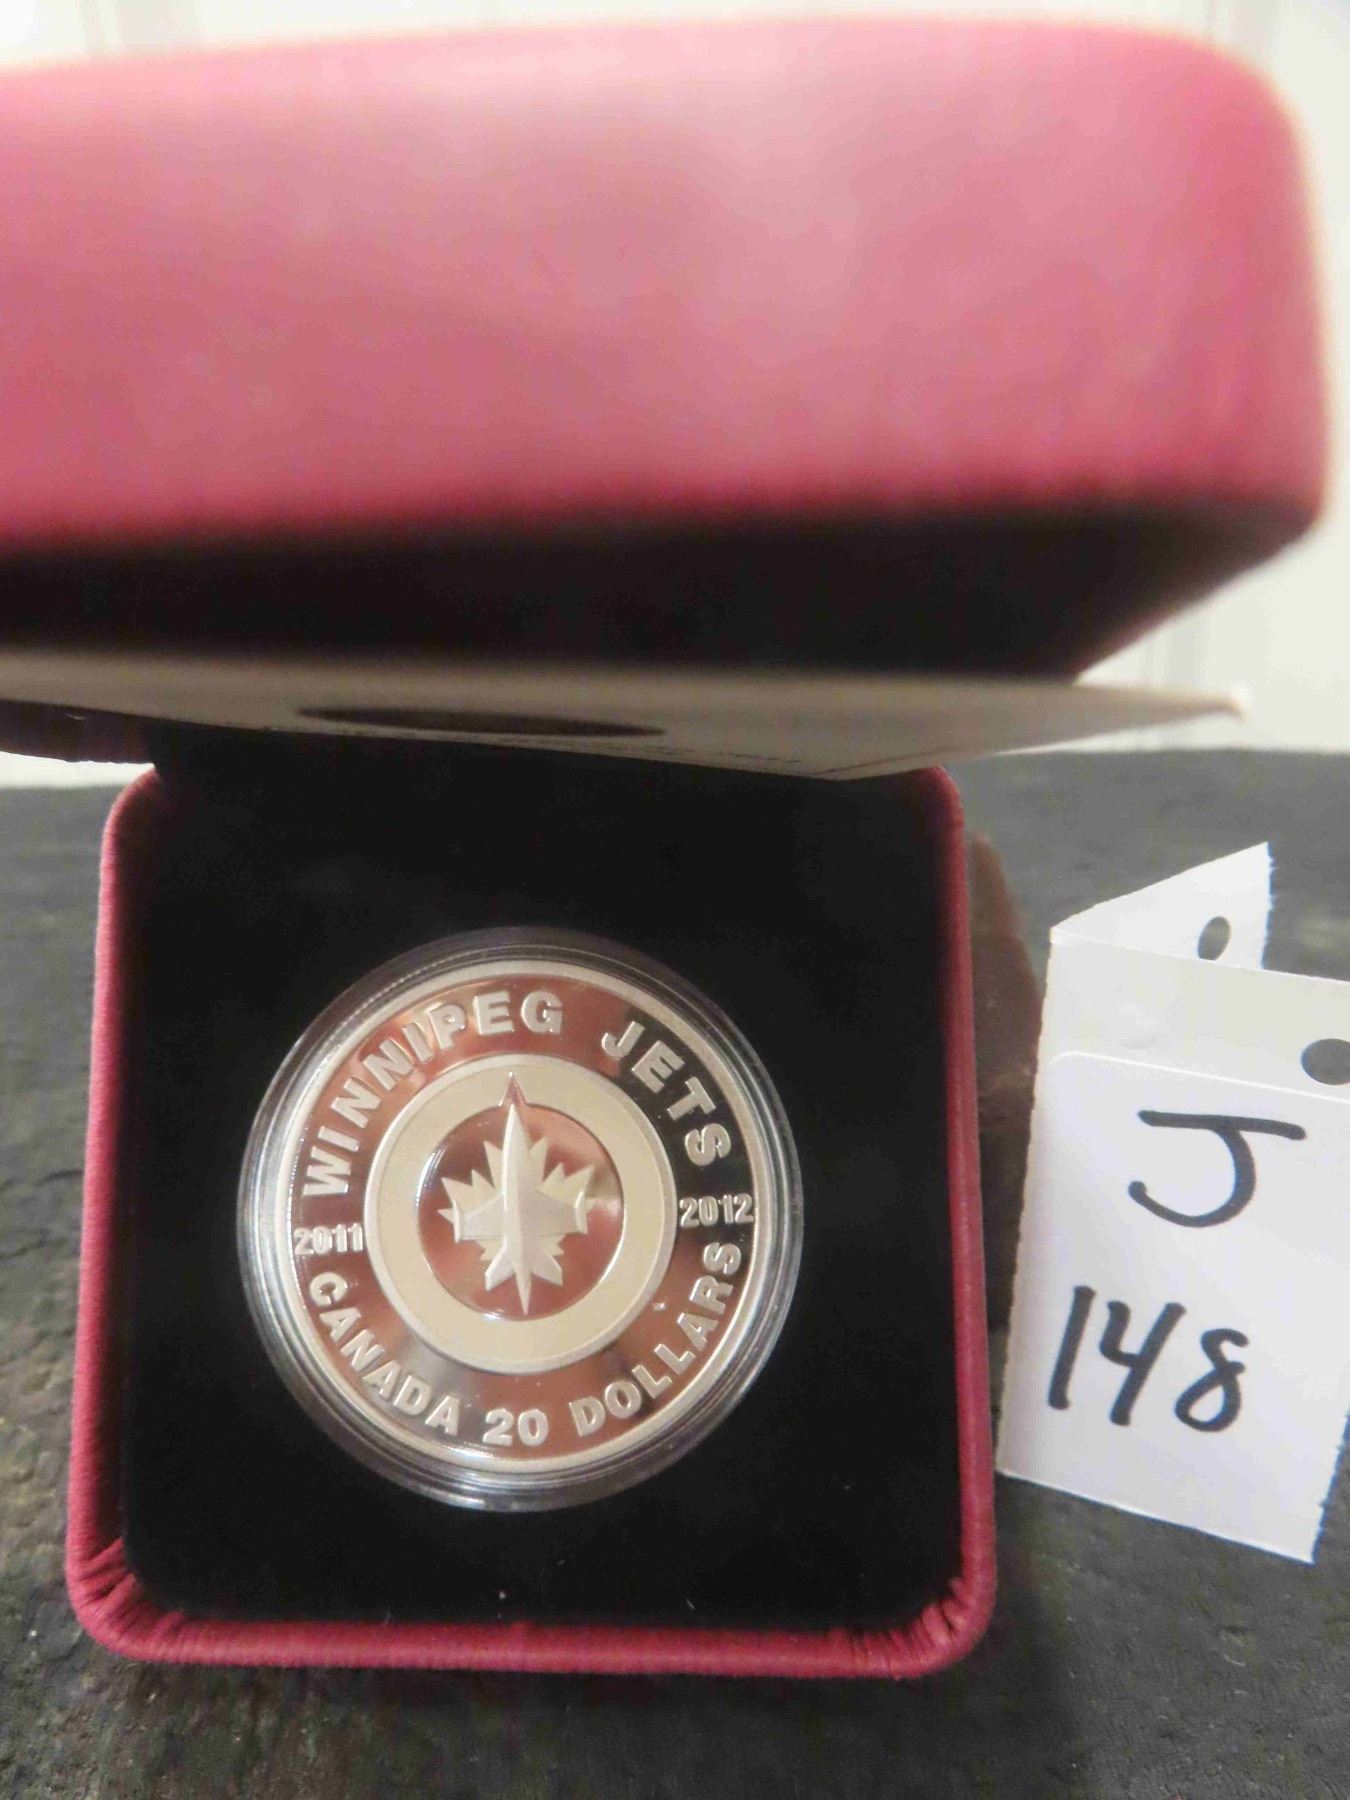 WINNIPEG JETS
2011
2012
CANADA 20 DOLLARS
J
148